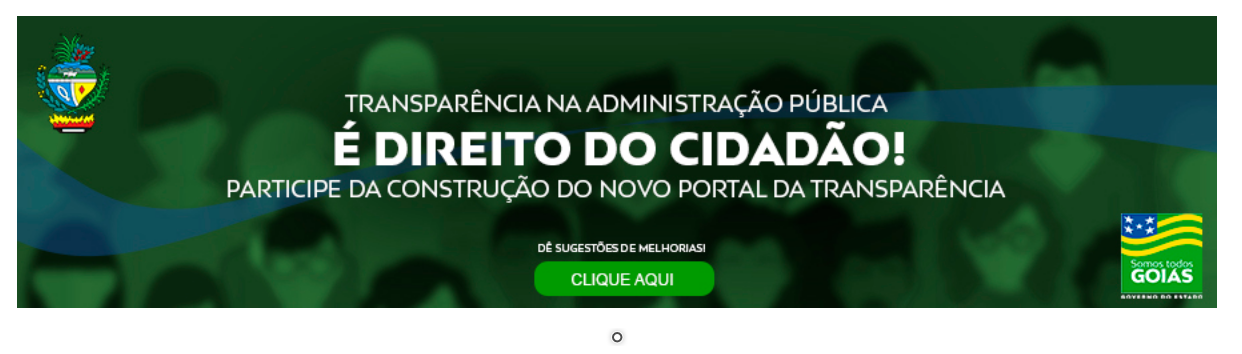 TRANSPARÊNCIA NA ADMINISTRAÇÃO PÚBLICA
É DIREITO DO CIDADÃO!
PARTICIPE DA CONSTRUÇÃO DO NOVO PORTAL DA TRANSPARÊNCIA
DÊ SUGESTÕES DE MELHORIAS!
CLIQUE AQUI
Somos todos
GOIÁS
GOVERNO DO ESTADO